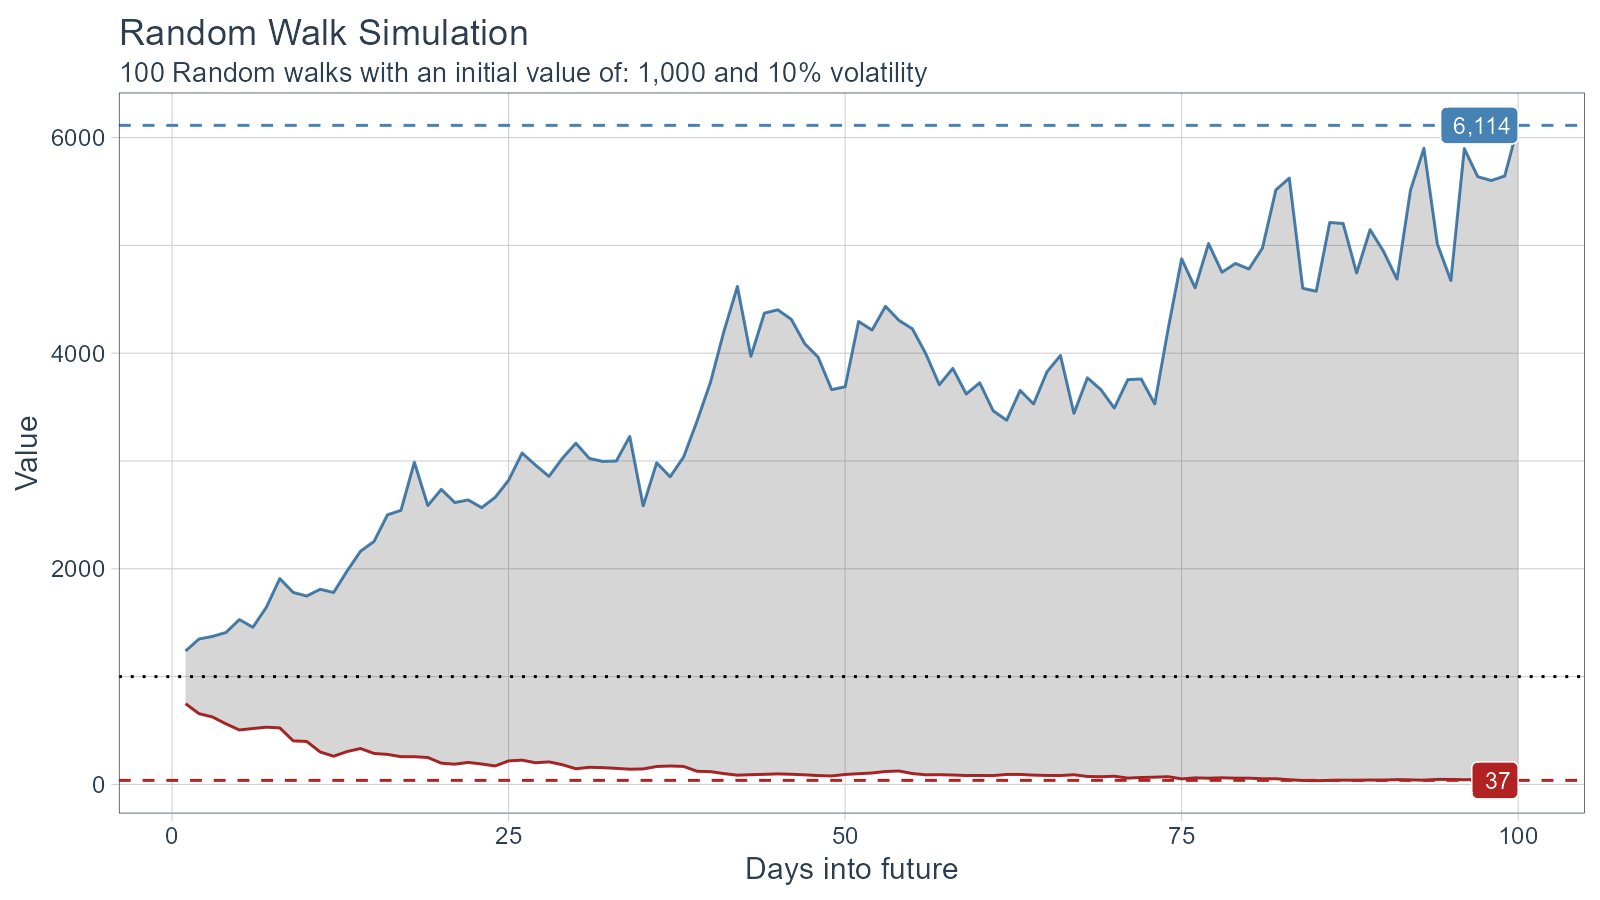 Random Walk Simulation
100 Random walks with an initial value of: 1,000 and 10% volatility
6,114
6000
4000
2000
0
37
Value
0 25 50 75 100
Days into future